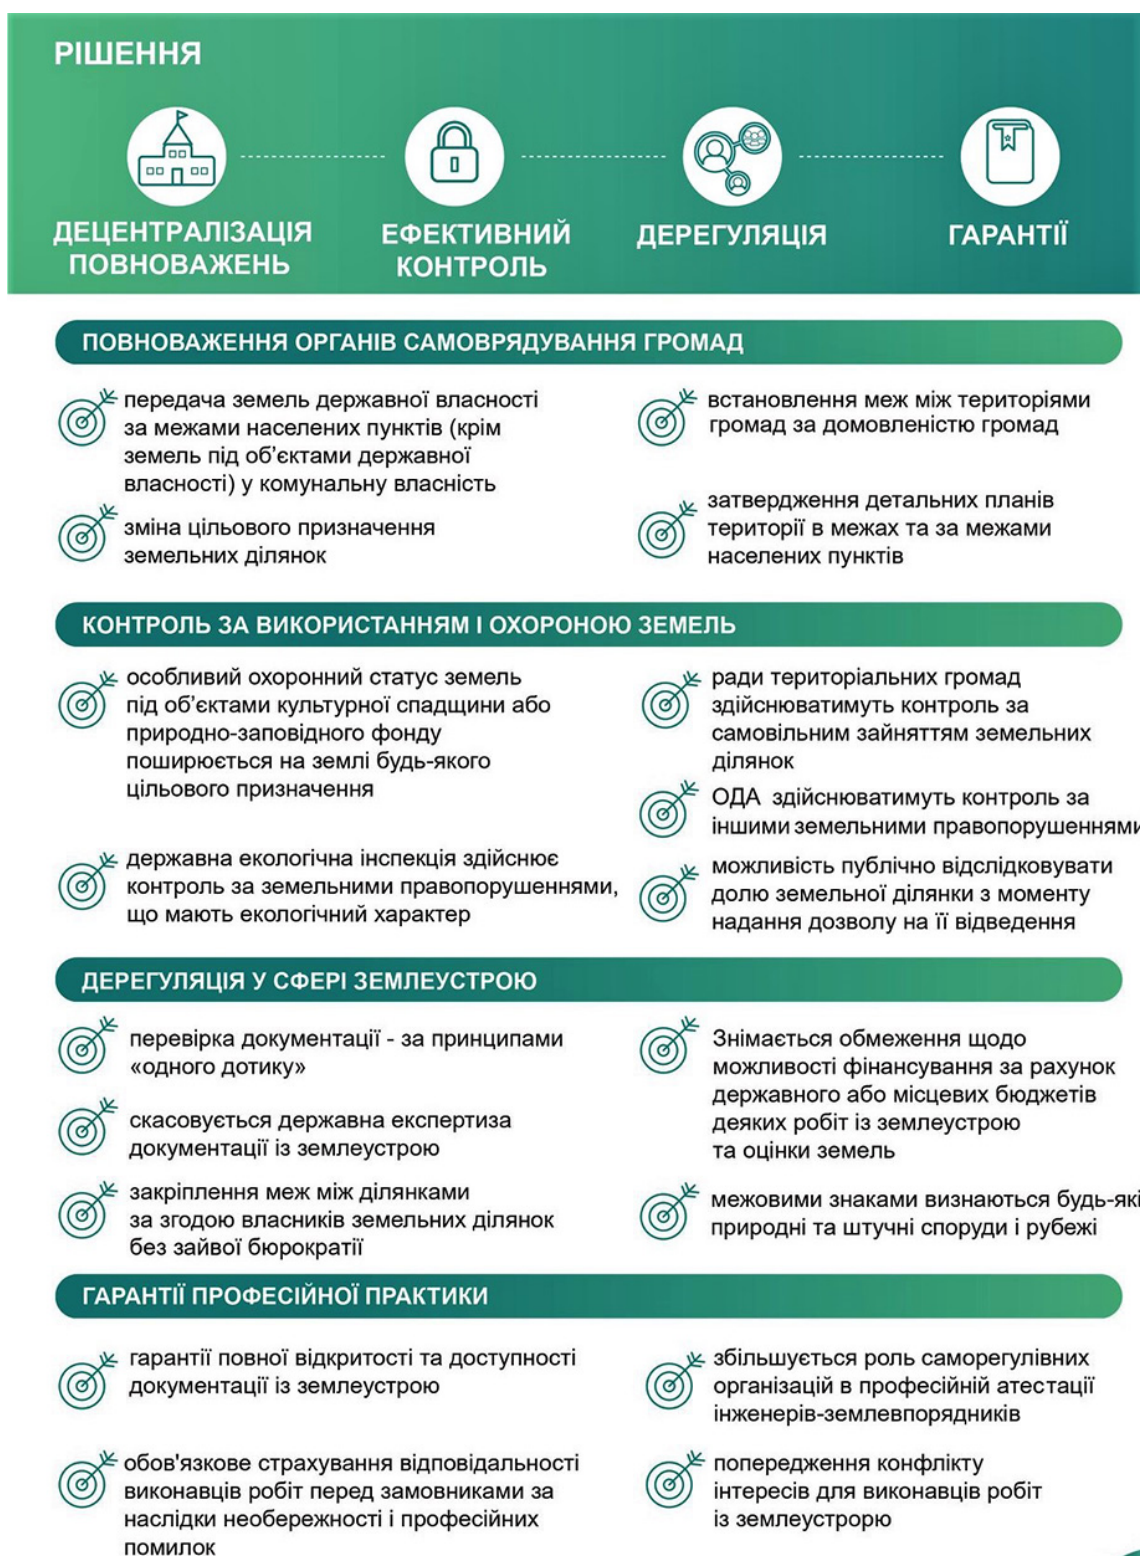 РІШЕННЯ
ДЕЦЕНТРАЛІЗАЦІЯ
ПОВНОВАЖЕНЬ
ЕФЕКТИВНИЙ
КОНТРОЛЬ
ДЕРЕГУЛЯЦІЯ
ГАРАНТІЇ
ПОВНОВАЖЕННЯ ОРГАНІВ САМОВРЯДУВАННЯ ГРОМАД
передача земель державної власності
за межами населених пунктів (крім
земель під об’єктами державної
власності) у комунальну власність
зміна цільового призначення
земельних ділянок
встановлення меж між територіями
громад за домовленістю громад
затвердження детальних планів
території в межах та за межами
населених пунктів
КОНТРОЛЬ ЗА ВИКОРИСТАННЯМ І ОХОРОНОЮ ЗЕМЕЛЬ
особливий охоронний статус земель
під об’єктами культурної спадщини або
природно-заповідного фонду
поширюється на землі будь-якого
цільового призначення
державна екологічна інспекція здійснює
контроль за земельними правопорушеннями,
що мають екологічний характер
ради територіальних громад
здійснюватимуть контроль за
самовільним зайняттям земельних
ділянок
ОДА здійснюватимуть контроль за
іншими земельними правопорушеннями
можливість публічно відслідковувати
долю земельної ділянки з моменту
надання дозволу на її відведення
ДЕРЕГУЛЯЦІЯ У СФЕРІ ЗЕМЛЕУСТРОЮ
перевірка документації - за принципами
«одного дотику»
скасовується державна експертиза
документації із землеустрою
закріплення меж між ділянками
за згодою власників земельних ділянок
без зайвої бюрократії
Знімається обмеження щодо
можливості фінансування за рахунок
державного або місцевих бюджетів
деяких робіт із землеустрою
та оцінки земель
межовими знаками визнаються будь-які
природні та штучні споруди і рубежі
ГАРАНТІЇ ПРОФЕСІЙНОЇ ПРАКТИКИ
гарантії повної відкритості та доступності
документації із землеустрою
обов'язкове страхування відповідальності
виконавців робіт перед замовниками за
наслідки необережності і професійних
помилок
збільшується роль саморегулівних
організацій в професійній атестації
інженерів-землевпорядників
попередження конфлікту
інтересів для виконавців робіт
із землеустрорю